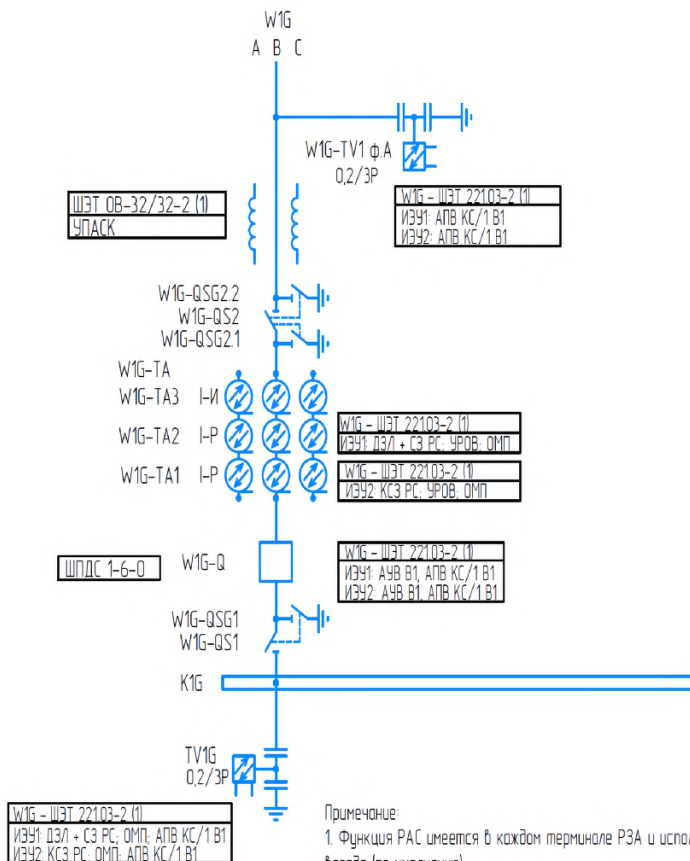 W1G
A B C
W1G-TV1 ф.А
0,2/3Р
W1G - ШЭТ 221.03-2 (1)
ИЭУ1: АПВ КС/1 В1
ИЭУ2: АПВ КС/1 В1
ШЭТ ОВ-32/32-2 (1)
УПАСК
W1G-QSG2.2
W1G-QS2
W1G-QSG2.1
W1G-TA
W1G-TA3 I-И
W1G-TA2 I-Р
W1G - ШЭТ 221.03-2 (1)
ИЭУ1: ДЗЛ + СЗ РС; УРОВ; ОМП
W1G-TA1 I-Р
W1G - ШЭТ 221.03-2 (1)
ИЭУ2: КСЗ РС; УРОВ; ОМП
ШПДС 1-6-0
W1G-Q
W1G - ШЭТ 221.03-2 (1)
ИЭУ1: АУВ В1, АПВ КС/1 В1
ИЭУ2: АУВ В1, АПВ КС/1 В1
W1G-QSG1
W1G-QS1
K1G
TV1G
0,2/3Р
W1G - ШЭТ 221.03-2 (1)
ИЭУ1: ДЗЛ + СЗ РС; ОМП; АПВ КС/1 В1
ИЭУ2: КСЗ РС; ОМП; АПВ КС/1 В1
Примечание:
1. Функция РАС имеется в каждом терминале РЗА и испол